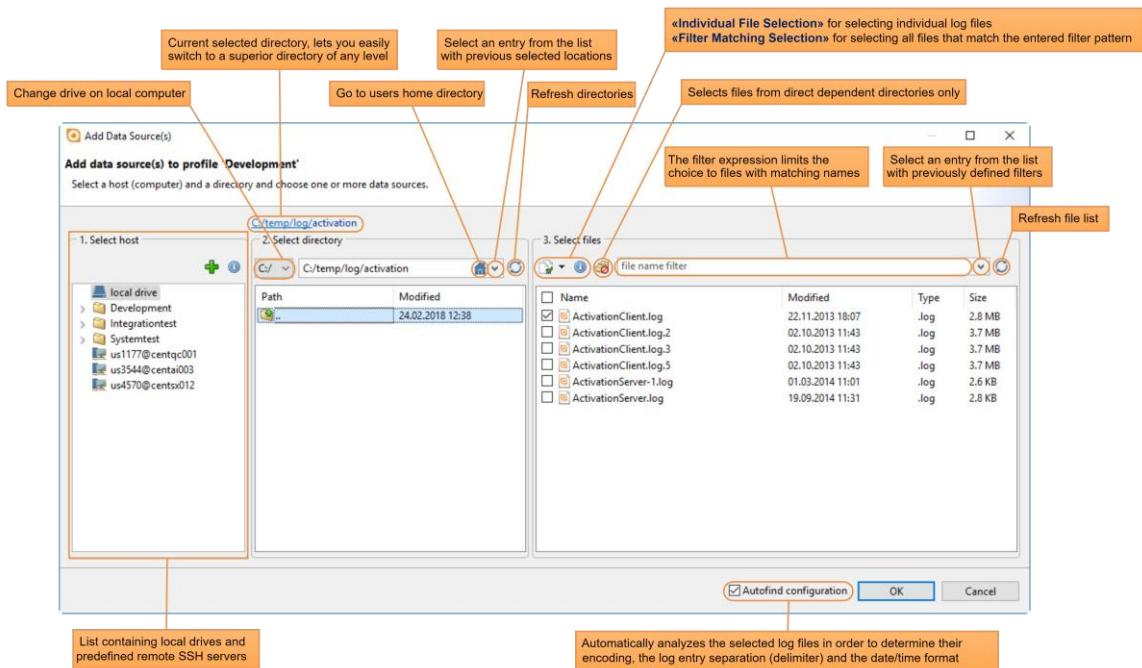 «Individual File Selection» for selecting individual log files
«Filter Matching Selection» for selecting all files that match the entered filter pattern
Current selected directory, lets you easily
switch to a superior directory of any level
Select an entry from the list
with previous selected locations
Change drive on local computer
Go to users home directory
Refresh directories
Selects files from direct dependent directories only
Add Data Source(s)
Add data source(s) to profile 'Development'
Select a host (computer) and a directory and choose one or more data sources.
The filter expression limits the
choice to files with matching names
Select an entry from the list
with previously defined filters
Refresh file list
C:/temp/log/activation
1. Select host
2. Select directory
3. Select files
C:/
C:/temp/log/activation
file name filter
local drive
Development
Integrationtest
Systemtest
us1177@centqc001
us3544@centai003
us4570@centsx012
Path Modified
.. 24.02.2018 12:38
Name Modified Type Size
ActivationClient.log 22.11.2013 18:07 .log 2.8 MB
ActivationClient.log.2 02.10.2013 11:43 .log 3.7 MB
ActivationClient.log.3 02.10.2013 11:43 .log 3.7 MB
ActivationClient.log.5 02.10.2013 11:43 .log 3.7 MB
ActivationServer-1.log 01.03.2014 11:01 .log 2.6 KB
ActivationServer.log 19.09.2014 11:31 .log 2.8 KB
Autofind configuration
OK
Cancel
List containing local drives and
predefined remote SSH servers
Automatically analyzes the selected log files in order to determine their
encoding, the log entry separation (delimiter) and the date/time format